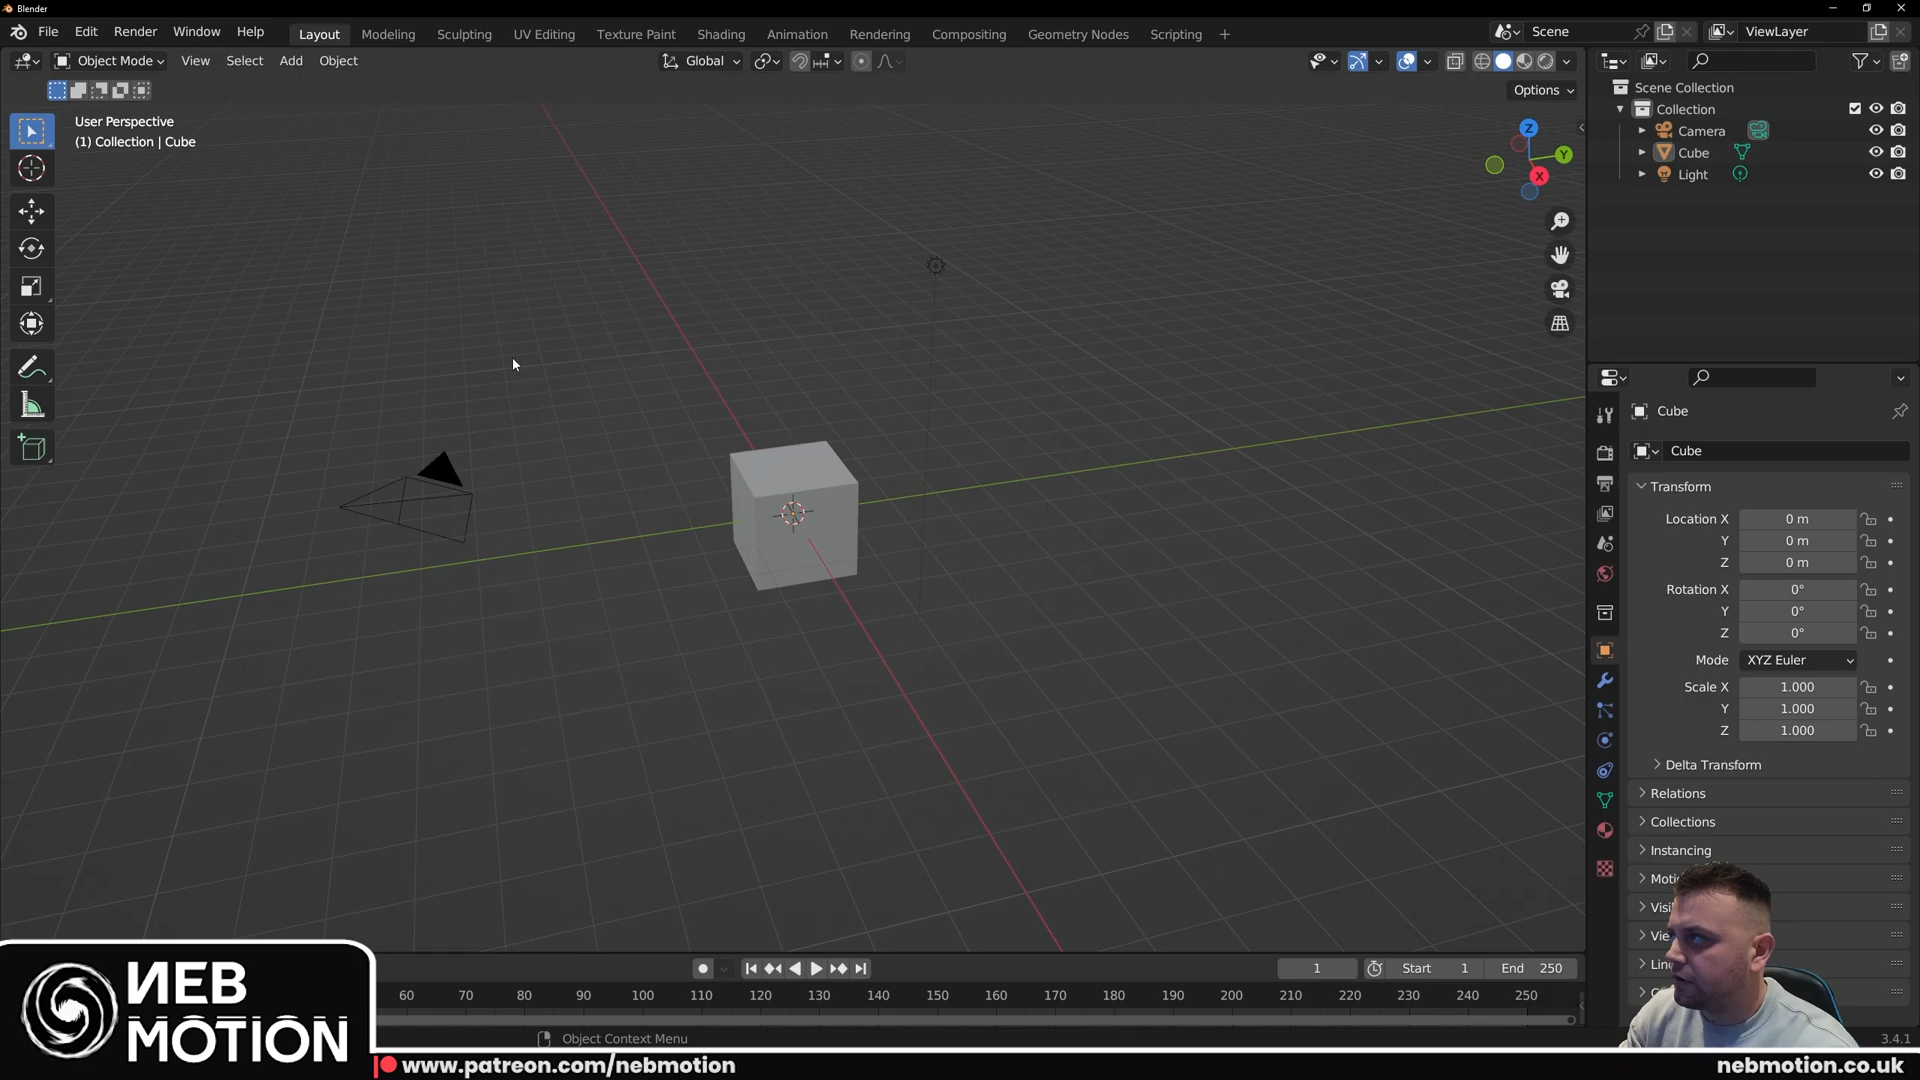 Blender
File Edit Render Window Help Layout Modeling Sculpting UV Editing Texture Paint Shading Animation Rendering Compositing Geometry Nodes Scripting + Scene ViewLayer
Object Mode View Select Add Object Global
Options
User Perspective
(1) Collection | Cube
Z
Y
X
Scene Collection
Collection
Camera
Cube
Light
Cube
Cube
Transform
Location X 0 m
Y 0 m
Z 0 m
Rotation X 0°
Y 0°
Z 0°
Mode XYZ Euler
Scale X 1.000
Y 1.000
Z 1.000
Delta Transform
Relations
Collections
Instancing
1 Start 1 End 250
60 70 80 90 100 110 120 130 140 150 160 170 180 190 200 210 220 230 240 250
Object Context Menu
3.4.1
NEB
MOTION
www.patreon.com/nebmotion
nebmotion.co.uk